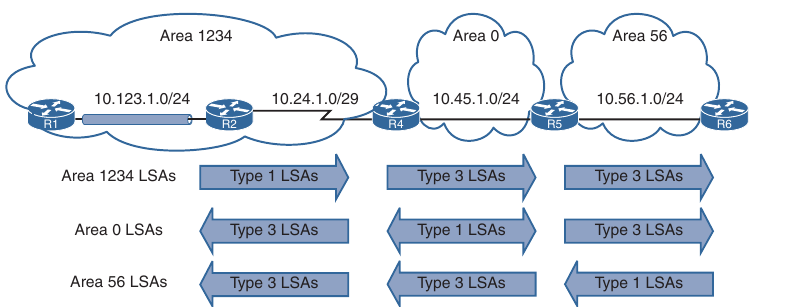 Area 1234
Area 0
Area 56
10.123.1.0/24
10.24.1.0/29
10.45.1.0/24
10.56.1.0/24
R1
R2
R4
R5
R6
Area 1234 LSAs
Type 1 LSAs
Type 3 LSAs
Type 3 LSAs
Area 0 LSAs
Type 3 LSAs
Type 1 LSAs
Type 3 LSAs
Area 56 LSAs
Type 3 LSAs
Type 3 LSAs
Type 1 LSAs